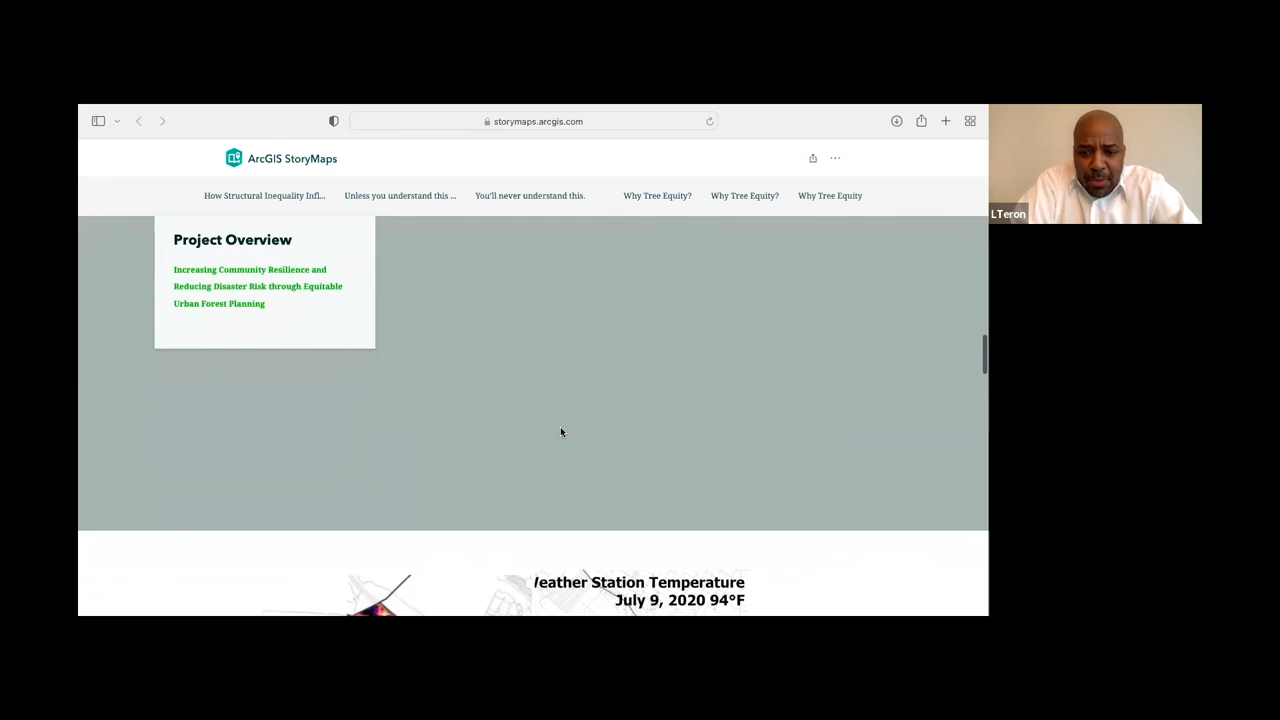 storymaps.arcgis.com
ArcGIS StoryMaps
How Structural Inequality Infl...
Unless you understand this ...
You'll never understand this.
Why Tree Equity?
Why Tree Equity?
Why Tree Equity
LTeron
Project Overview
Increasing Community Resilience and
Reducing Disaster Risk through Equitable
Urban Forest Planning
Station Temperature
July 9, 2020 94°F